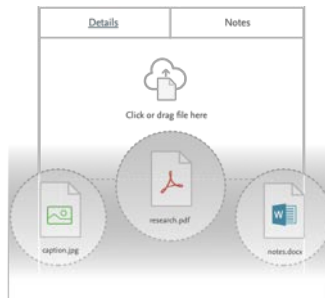 Details
Notes
Click or drag file here
research.pdf
caption.jpg
W
notes.docx